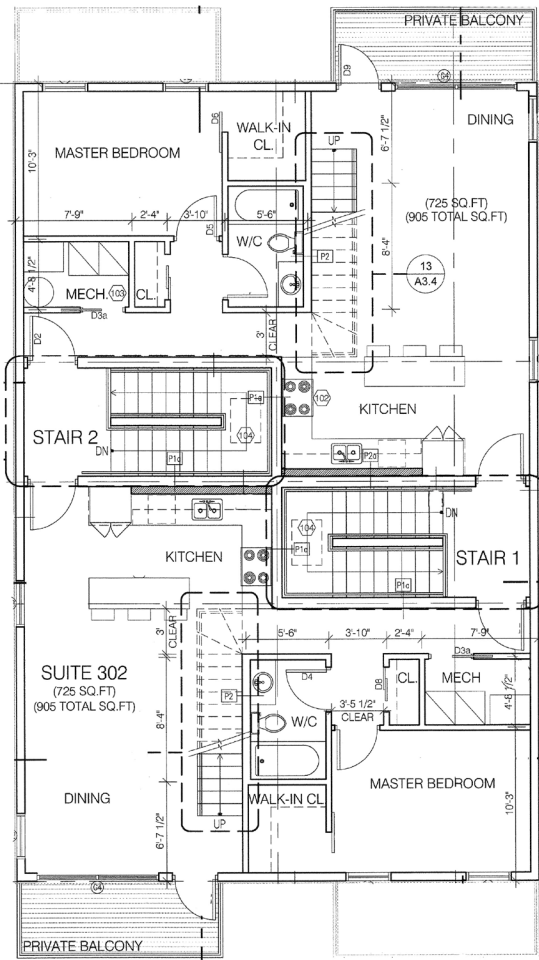 PRIVATE BALCONY
D9
G4
D6
WALK-IN
CL.
DINING
6'-7 1/2"
UP
MASTER BEDROOM
10'-3"
(725 SQ.FT)
(905 TOTAL SQ.FT)
7'-9"
2'-4"
3'-10"
5'-6"
D5
W/C
P2
8'-4"
13
A3.4
4'-8 1/2"
MECH.
103
CL.
D3a
D2
3'
CLEAR
P1a
102
KITCHEN
STAIR 2
104
DN
P1c
P2a
DN
104
KITCHEN
P1c
STAIR 1
P1a
3'
CLEAR
5'-6"
3'-10"
2'-4"
7'-9"
D3a
SUITE 302
(725 SQ.FT)
(905 TOTAL SQ.FT)
D4
D8
CL.
MECH
4'-8 1/2"
P2
3'-5 1/2"
CLEAR
W/C
8'-4"
MASTER BEDROOM
DINING
WALK-IN CL
10'-3"
UP
6'-7 1/2"
G4
PRIVATE BALCONY